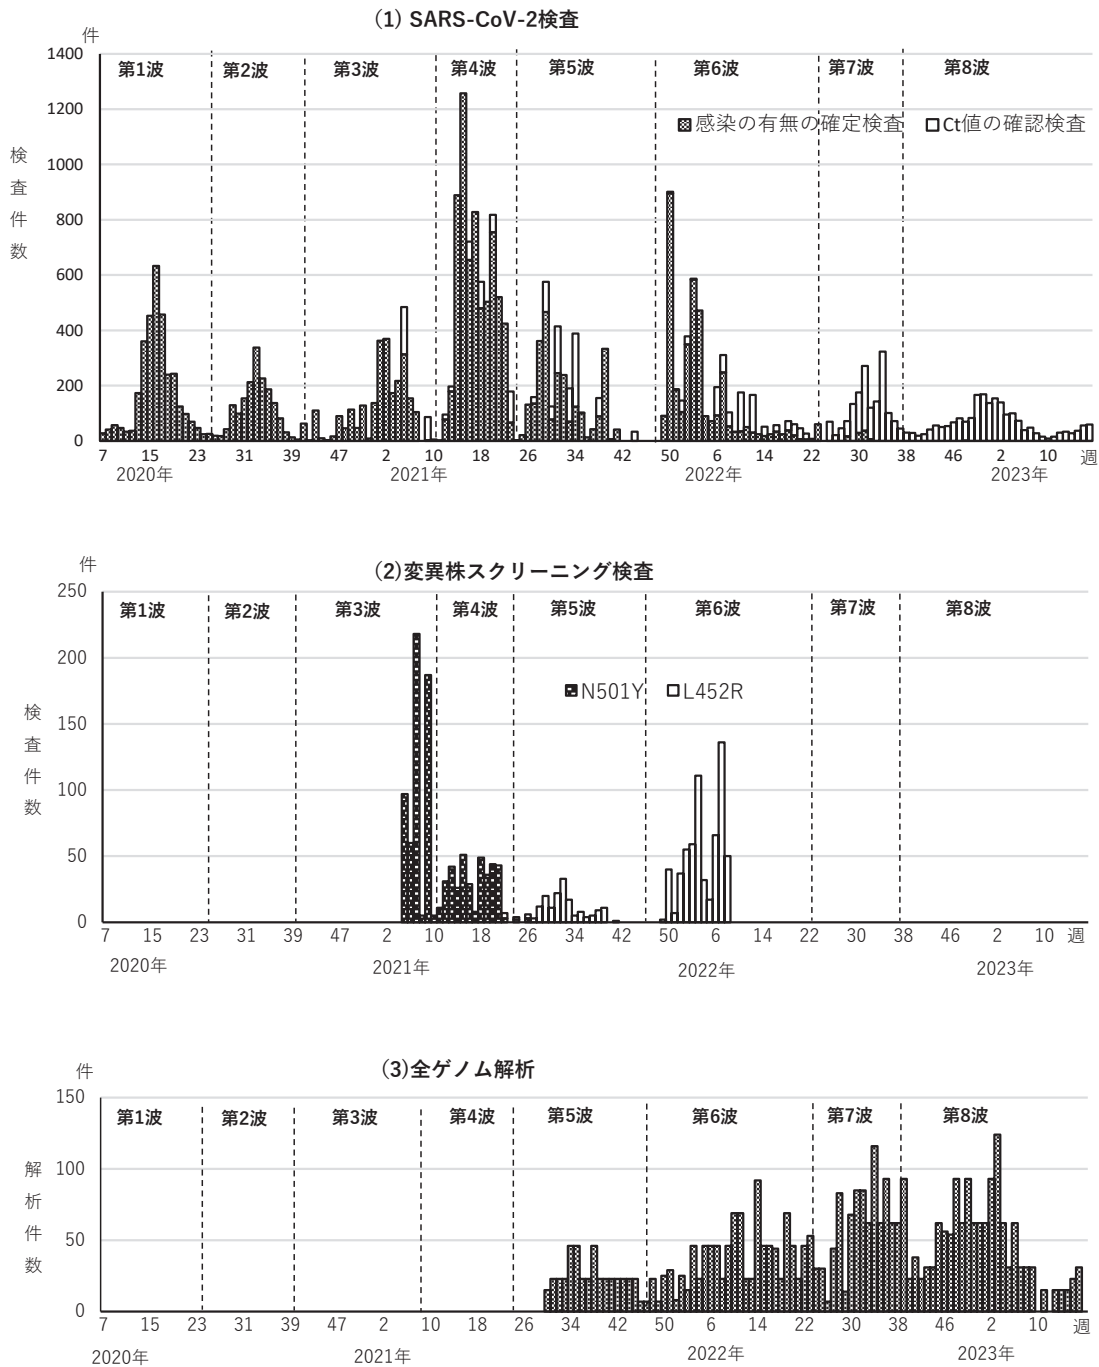 (1) SARS-CoV-2検査
件
1400
1200
1000
800
600
400
200
0
検査件数
第1波 第2波 第3波 第4波 第5波 第6波 第7波 第8波
感染の有無の確定検査 Ct値の確認検査
7 15 23 31 39 47 2 10 18 26 34 42 50 6 14 22 30 38 46 2 10 週
2020年 2021年 2022年 2023年
(2)変異株スクリーニング検査
件
250
200
150
100
50
0
検査件数
第1波 第2波 第3波 第4波 第5波 第6波 第7波 第8波
N501Y L452R
7 15 23 31 39 47 2 10 18 26 34 42 50 6 14 22 30 38 46 2 10 週
2020年 2021年 2022年 2023年
(3)全ゲノム解析
件
150
100
50
0
解析件数
第1波 第2波 第3波 第4波 第5波 第6波 第7波 第8波
7 15 23 31 39 47 2 10 18 26 34 42 50 6 14 22 30 38 46 2 10 週
2020年 2021年 2022年 2023年